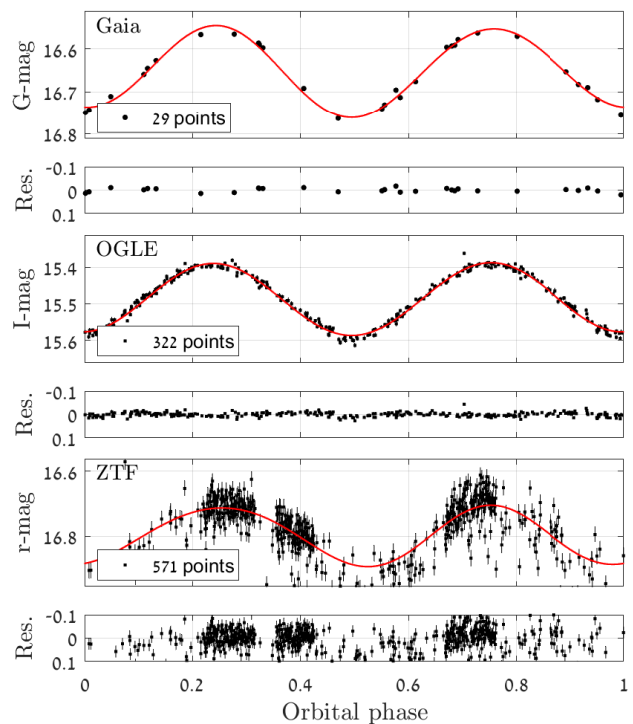 Gaia
G-mag
16.6
16.7
16.8
29 points
Res.
-0.1
0
0.1
OGLE
I-mag
15.4
15.5
15.6
322 points
Res.
-0.1
0
0.1
ZTF
r-mag
16.6
16.8
571 points
Res.
-0.1
0
0.1
0
0.2
0.4
0.6
0.8
1
Orbital phase